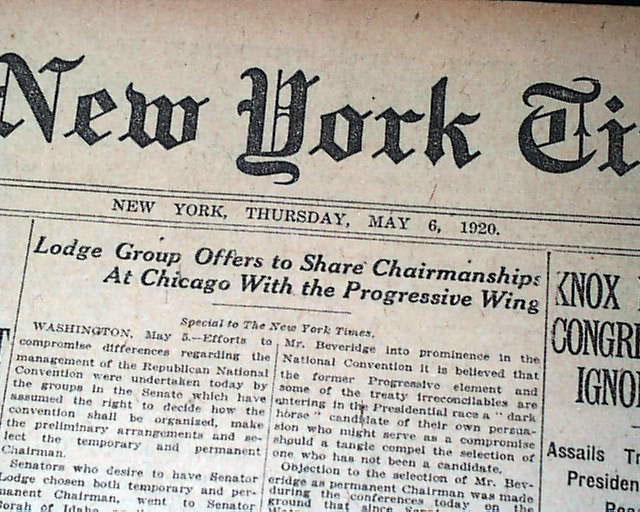 New York Ti
NEW YORK, THURSDAY, MAY 6, 1920.
Lodge Group Offers to Share Chairmanships
At Chicago With the Progressive Wing
Special to The New York Times.
WASHINGTON, May 5.—Efforts to
compromise differences regarding the
management of the Republican National
Convention were undertaken today by
the groups in the Senate which have
assumed the right to decide how the
convention shall be organized, make
the preliminary arrangements and se-
lect the temporary and permanent
Chairman.
Senators who desire to have Senator
Lodge chosen both temporary and per-
manent Chairman, went to Senator
Borah of Idaho,
Mr. Beveridge into prominence in the
National Convention it is believed that
the former Progressive element and
some of the treaty irreconcilables are
entering in the Presidential race a "dark
horse" candidate of their own persua-
sion who might serve as a compromise
should a tangle compel the selection of
one who has not been a candidate.
Objection to the selection of Mr. Bev-
eridge as permanent Chairman was made
during the conferences today on the
ground that since
KNOX
CONGRE
IGNO
Assails Tr
Presiden